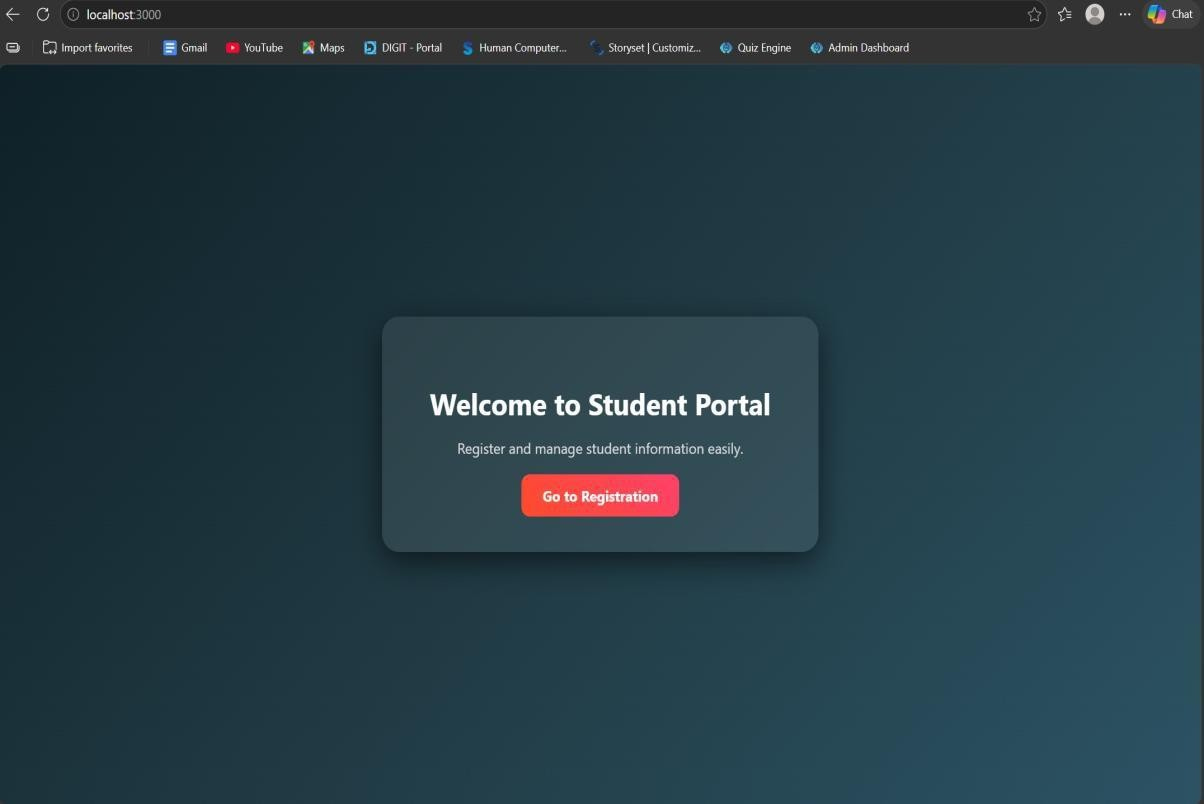 localhost:3000
Chat
Import favorites
Gmail
YouTube
Maps
DIGIT - Portal
Human Computer...
Storyset | Customiz...
Quiz Engine
Admin Dashboard
Welcome to Student Portal
Register and manage student information easily.
Go to Registration